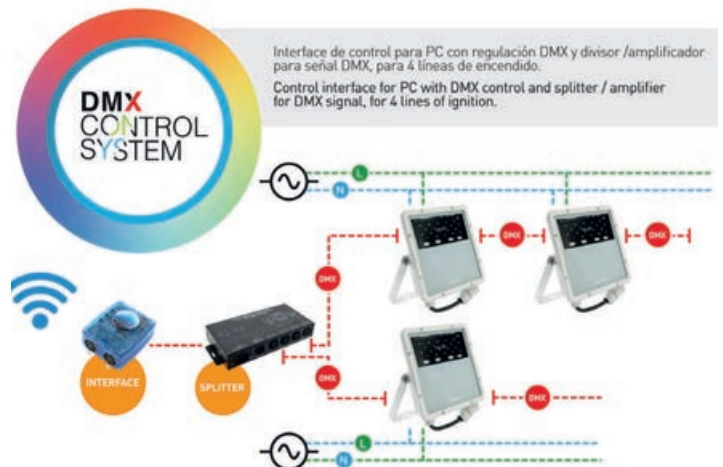 DMX
CONTROL
SYSTEM
Interface de control para PC con regulación DMX y divisor /amplificador
para señal DMX, para 4 líneas de encendido.
Control interface for PC with DMX control and splitter / amplifier
for DMX signal, for 4 lines of ignition.
L
N
DMX
DMX
DMX
INTERFACE
SPLITTER
DMX
DMX
L
N